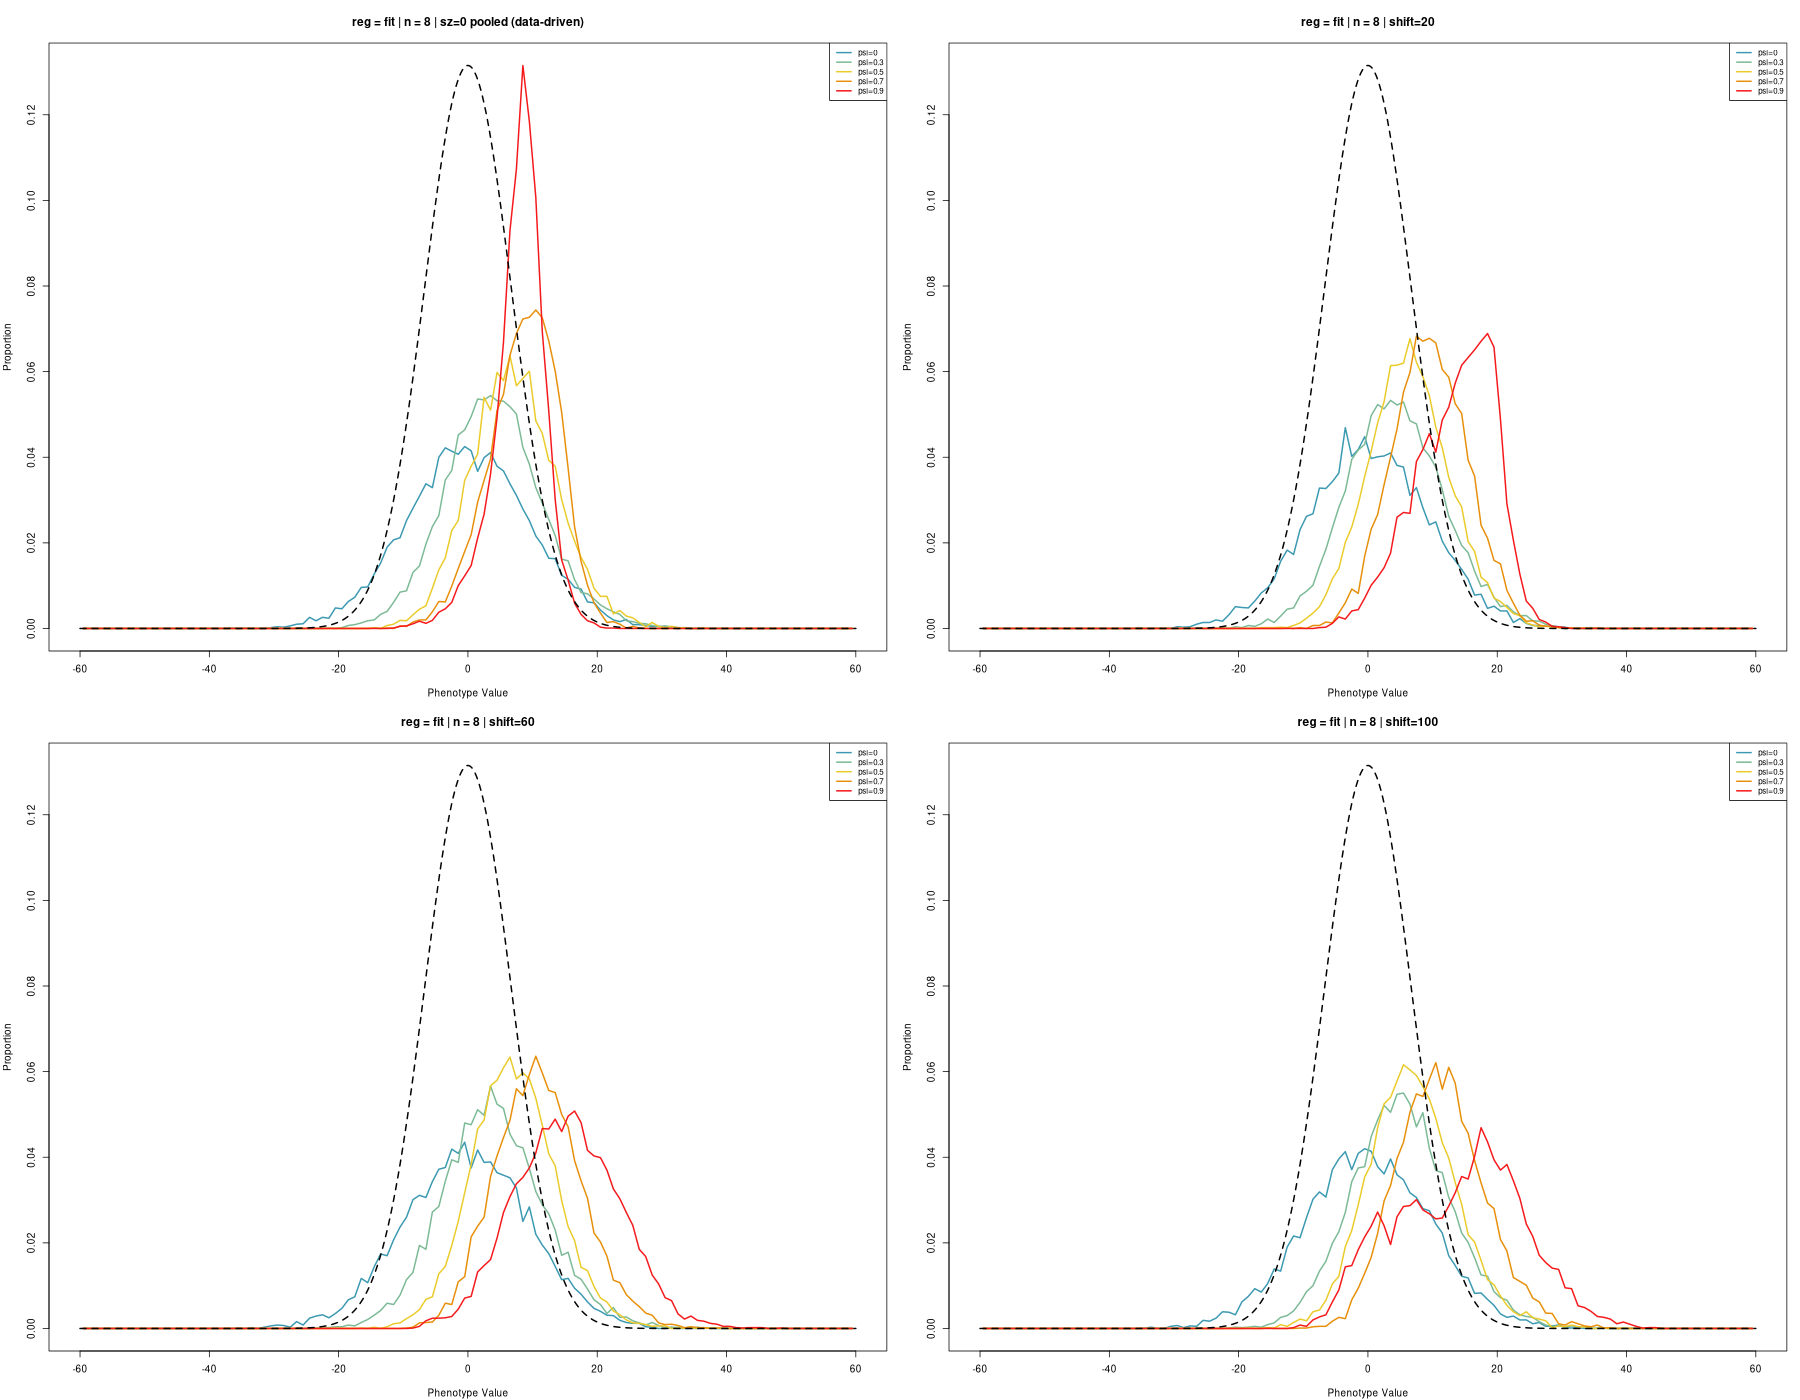 reg = fit | n = 8 | sz=0 pooled (data-driven)
psi=0
psi=0.3
psi=0.5
psi=0.7
psi=0.9
0.12
0.10
0.08
0.06
0.04
0.02
0.00
Proportion
-60 -40 -20 0 20 40 60
Phenotype Value
reg = fit | n = 8 | shift=20
psi=0
psi=0.3
psi=0.5
psi=0.7
psi=0.9
0.12
0.10
0.08
0.06
0.04
0.02
0.00
Proportion
-60 -40 -20 0 20 40 60
Phenotype Value
reg = fit | n = 8 | shift=60
psi=0
psi=0.3
psi=0.5
psi=0.7
psi=0.9
0.12
0.10
0.08
0.06
0.04
0.02
0.00
Proportion
-60 -40 -20 0 20 40 60
Phenotype Value
reg = fit | n = 8 | shift=100
psi=0
psi=0.3
psi=0.5
psi=0.7
psi=0.9
0.12
0.10
0.08
0.06
0.04
0.02
0.00
Proportion
-60 -40 -20 0 20 40 60
Phenotype Value